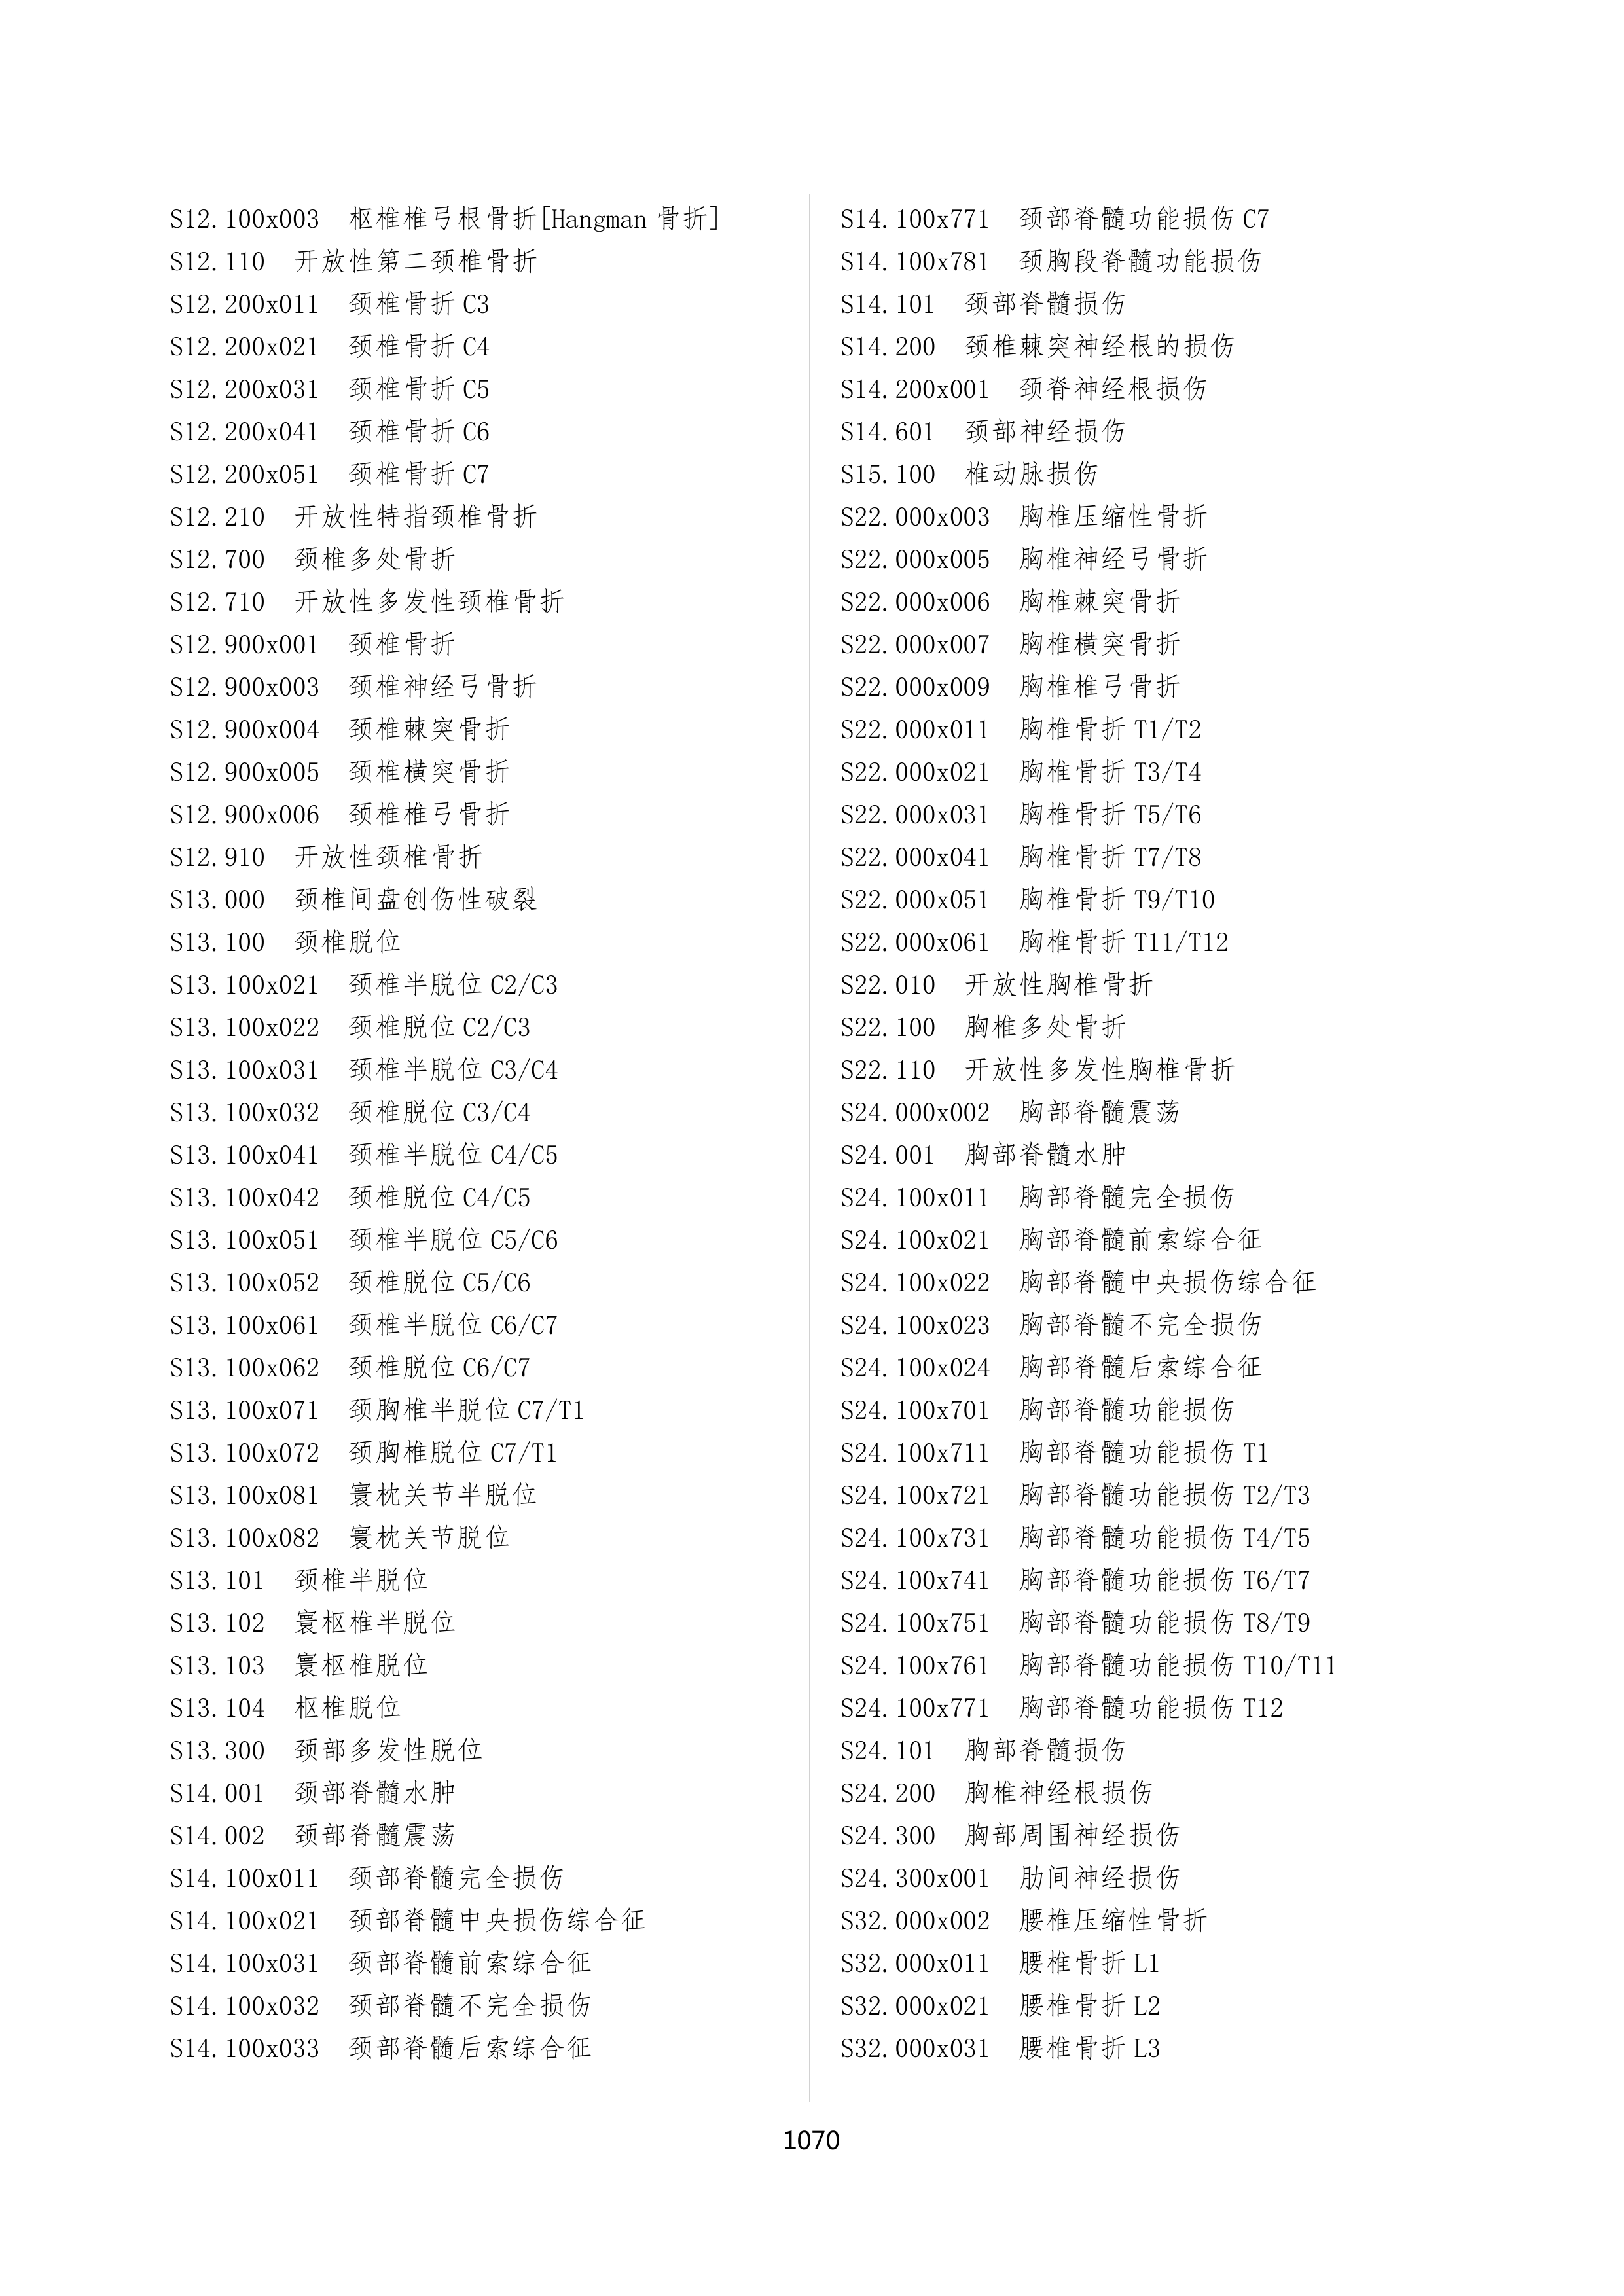 S12.100x003 枢椎椎弓根骨折[Hangman 骨折]
S12.110 开放性第二颈椎骨折
S12.200x011 颈椎骨折 C3
S12.200x021 颈椎骨折 C4
S12.200x031 颈椎骨折 C5
S12.200x041 颈椎骨折 C6
S12.200x051 颈椎骨折 C7
S12.210 开放性特指颈椎骨折
S12.700 颈椎多处骨折
S12.710 开放性多发性颈椎骨折
S12.900x001 颈椎骨折
S12.900x003 颈椎神经弓骨折
S12.900x004 颈椎棘突骨折
S12.900x005 颈椎横突骨折
S12.900x006 颈椎椎弓骨折
S12.910 开放性颈椎骨折
S13.000 颈椎间盘创伤性破裂
S13.100 颈椎脱位
S13.100x021 颈椎半脱位 C2/C3
S13.100x022 颈椎脱位 C2/C3
S13.100x031 颈椎半脱位 C3/C4
S13.100x032 颈椎脱位 C3/C4
S13.100x041 颈椎半脱位 C4/C5
S13.100x042 颈椎脱位 C4/C5
S13.100x051 颈椎半脱位 C5/C6
S13.100x052 颈椎脱位 C5/C6
S13.100x061 颈椎半脱位 C6/C7
S13.100x062 颈椎脱位 C6/C7
S13.100x071 颈胸椎半脱位 C7/T1
S13.100x072 颈胸椎脱位 C7/T1
S13.100x081 寰枕关节半脱位
S13.100x082 寰枕关节脱位
S13.101 颈椎半脱位
S13.102 寰枢椎半脱位
S13.103 寰枢椎脱位
S13.104 枢椎脱位
S13.300 颈部多发性脱位
S14.001 颈部脊髓水肿
S14.002 颈部脊髓震荡
S14.100x011 颈部脊髓完全损伤
S14.100x021 颈部脊髓中央损伤综合征
S14.100x031 颈部脊髓前索综合征
S14.100x032 颈部脊髓不完全损伤
S14.100x033 颈部脊髓后索综合征
S14.100x771 颈部脊髓功能损伤 C7
S14.100x781 颈胸段脊髓功能损伤
S14.101 颈部脊髓损伤
S14.200 颈椎棘突神经根的损伤
S14.200x001 颈脊神经根损伤
S14.601 颈部神经损伤
S15.100 椎动脉损伤
S22.000x003 胸椎压缩性骨折
S22.000x005 胸椎神经弓骨折
S22.000x006 胸椎棘突骨折
S22.000x007 胸椎横突骨折
S22.000x009 胸椎椎弓骨折
S22.000x011 胸椎骨折 T1/T2
S22.000x021 胸椎骨折 T3/T4
S22.000x031 胸椎骨折 T5/T6
S22.000x041 胸椎骨折 T7/T8
S22.000x051 胸椎骨折 T9/T10
S22.000x061 胸椎骨折 T11/T12
S22.010 开放性胸椎骨折
S22.100 胸椎多处骨折
S22.110 开放性多发性胸椎骨折
S24.000x002 胸部脊髓震荡
S24.001 胸部脊髓水肿
S24.100x011 胸部脊髓完全损伤
S24.100x021 胸部脊髓前索综合征
S24.100x022 胸部脊髓中央损伤综合征
S24.100x023 胸部脊髓不完全损伤
S24.100x024 胸部脊髓后索综合征
S24.100x701 胸部脊髓功能损伤
S24.100x711 胸部脊髓功能损伤 T1
S24.100x721 胸部脊髓功能损伤 T2/T3
S24.100x731 胸部脊髓功能损伤 T4/T5
S24.100x741 胸部脊髓功能损伤 T6/T7
S24.100x751 胸部脊髓功能损伤 T8/T9
S24.100x761 胸部脊髓功能损伤 T10/T11
S24.100x771 胸部脊髓功能损伤 T12
S24.101 胸部脊髓损伤
S24.200 胸椎神经根损伤
S24.300 胸部周围神经损伤
S24.300x001 肋间神经损伤
S32.000x002 腰椎压缩性骨折
S32.000x011 腰椎骨折 L1
S32.000x021 腰椎骨折 L2
S32.000x031 腰椎骨折 L3
1070